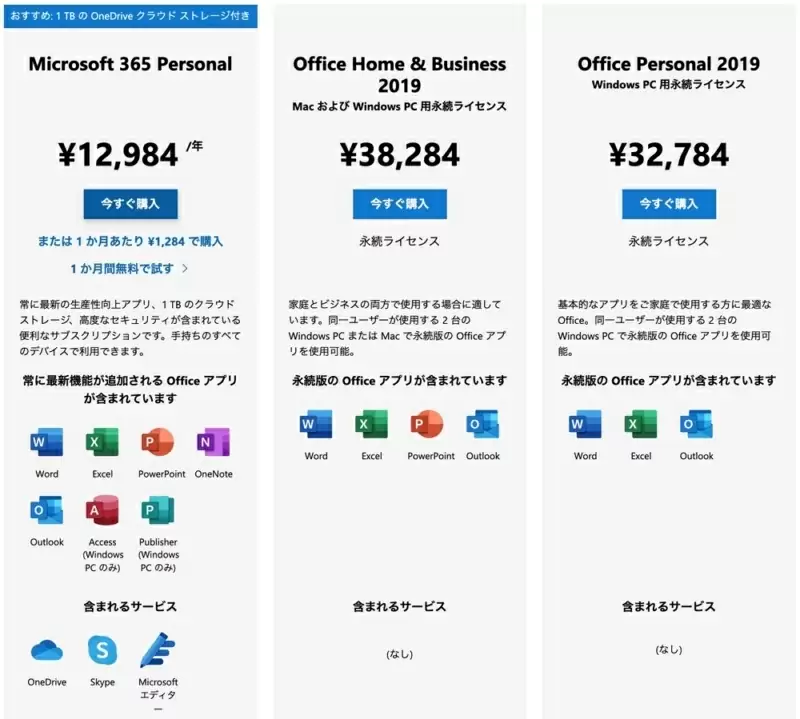 おすすめ: 1 TB の OneDrive クラウド ストレージ付き
Microsoft 365 Personal
¥12,984 /年
今すぐ購入
または 1 か月あたり ¥1,284 で購入
1 か月間無料で試す >
常に最新の生産性向上アプリ、1 TB のクラウド
ストレージ、高度なセキュリティが含まれている
便利なサブスクリプションです。手持ちのすべて
のデバイスで利用できます。
常に最新機能が追加される Office アプリ
が含まれています
Word Excel PowerPoint OneNote
Outlook Access (Windows PC のみ) Publisher (Windows PC のみ)
含まれるサービス
OneDrive Skype Microsoft エディター
Office Home & Business
2019
Mac および Windows PC 用永続ライセンス
¥38,284
今すぐ購入
永続ライセンス
家庭とビジネスの両方で使用する場合に適して
います。同一ユーザーが使用する 2 台の
Windows PC または Mac で永続版の Office アプ
リを使用可能。
永続版の Office アプリが含まれています
Word Excel PowerPoint Outlook
含まれるサービス
(なし)
Office Personal 2019
Windows PC 用永続ライセンス
¥32,784
今すぐ購入
永続ライセンス
基本的なアプリをご家庭で使用する方に最適な
Office。同一ユーザーが使用する 2 台の
Windows PC で永続版の Office アプリを使用可
能。
永続版の Office アプリが含まれています
Word Excel Outlook
含まれるサービス
(なし)